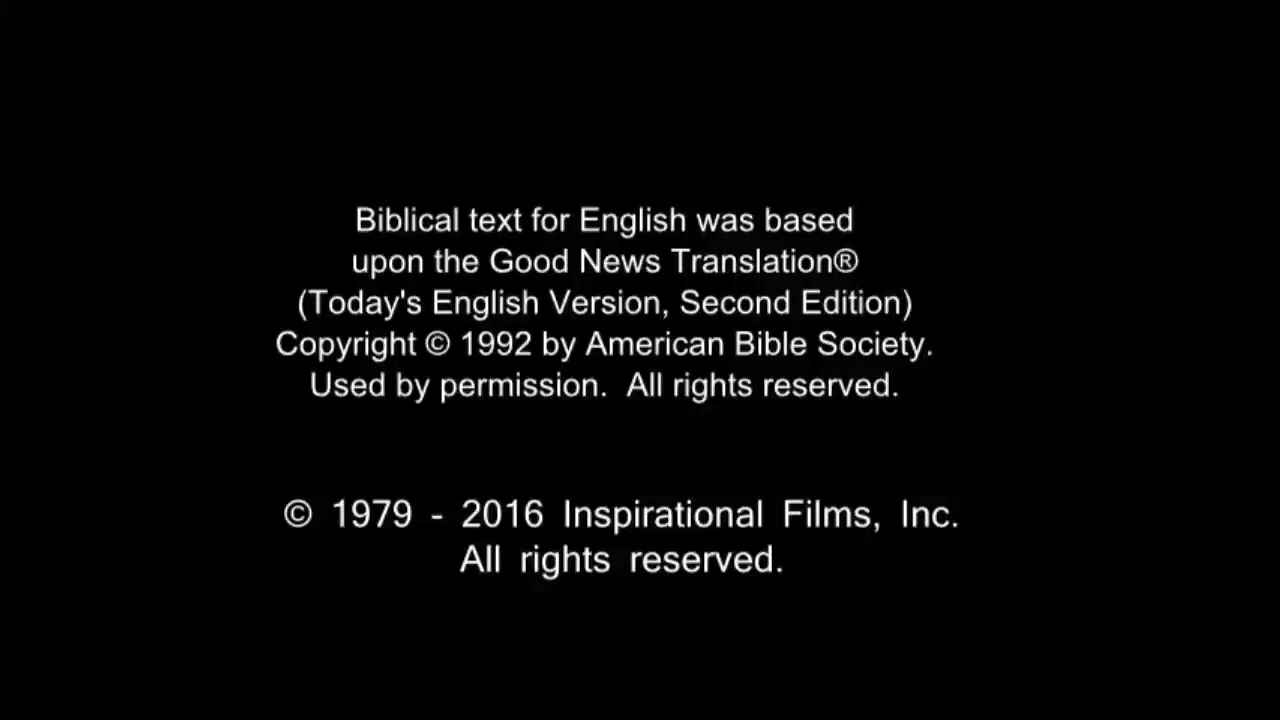 Biblical text for English was based
upon the Good News Translation®
(Today's English Version, Second Edition)
Copyright © 1992 by American Bible Society.
Used by permission.  All rights reserved.
© 1979 - 2016 Inspirational Films, Inc.
All rights reserved.